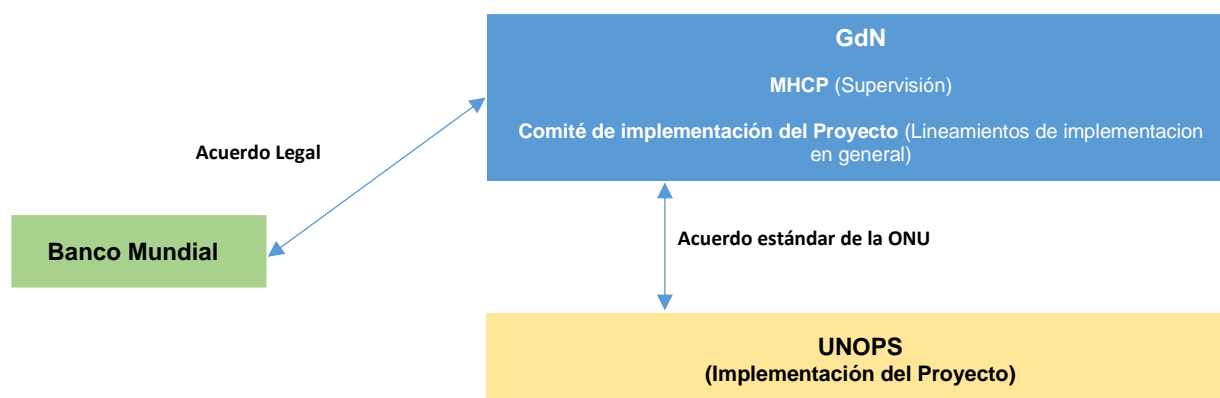 GdN
MHCP (Supervisión)
Comité de implementación del Proyecto (Lineamientos de implementacion
en general)
Acuerdo Legal
Banco Mundial
Acuerdo estándar de la ONU
UNOPS
(Implementación del Proyecto)